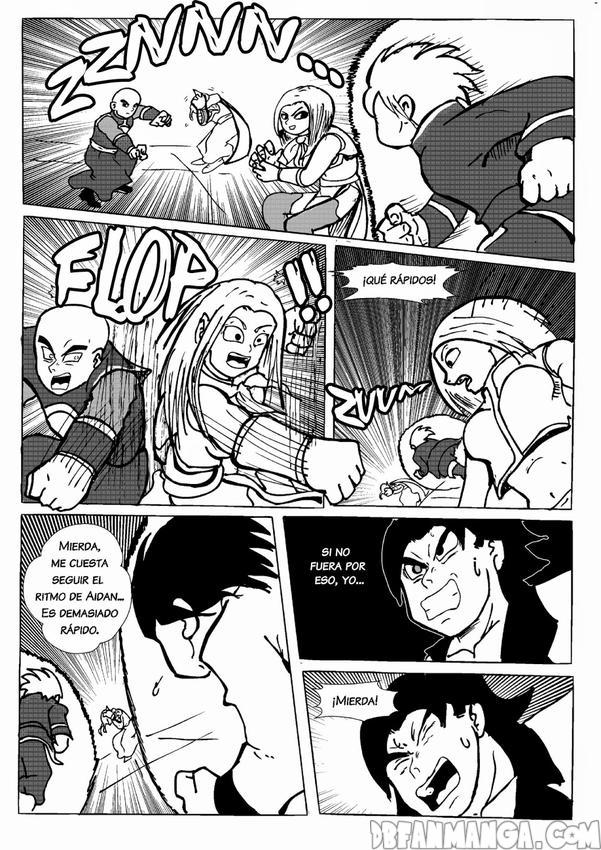 ZZNNNN...
FLOP
!!
¡QUÉ RÁPIDOS!
ZUUM
MIERDA,
ME CUESTA
SEGUIR EL
RITMO DE AIDAN...
ES DEMASIADO
RÁPIDO.
SI NO
FUERA POR
ESO, YO...
¡MIERDA!
DBFANMANGA.COM